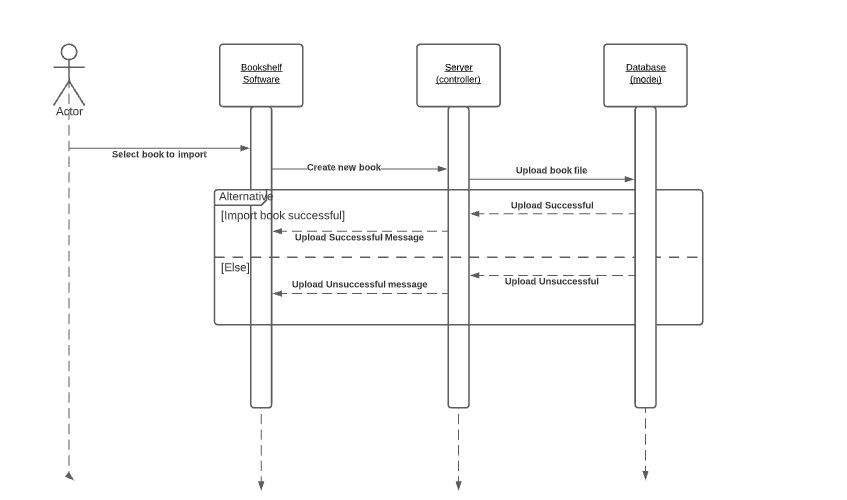 Bookshelf
Software
Server
(controller)
Database
(model)
Actor
Select book to import
Create new book
Upload book file
Alternative
[Import book successful]
Upload Successful
Upload Successsful Message
[Else]
Upload Unsuccessful
Upload Unsuccessful message